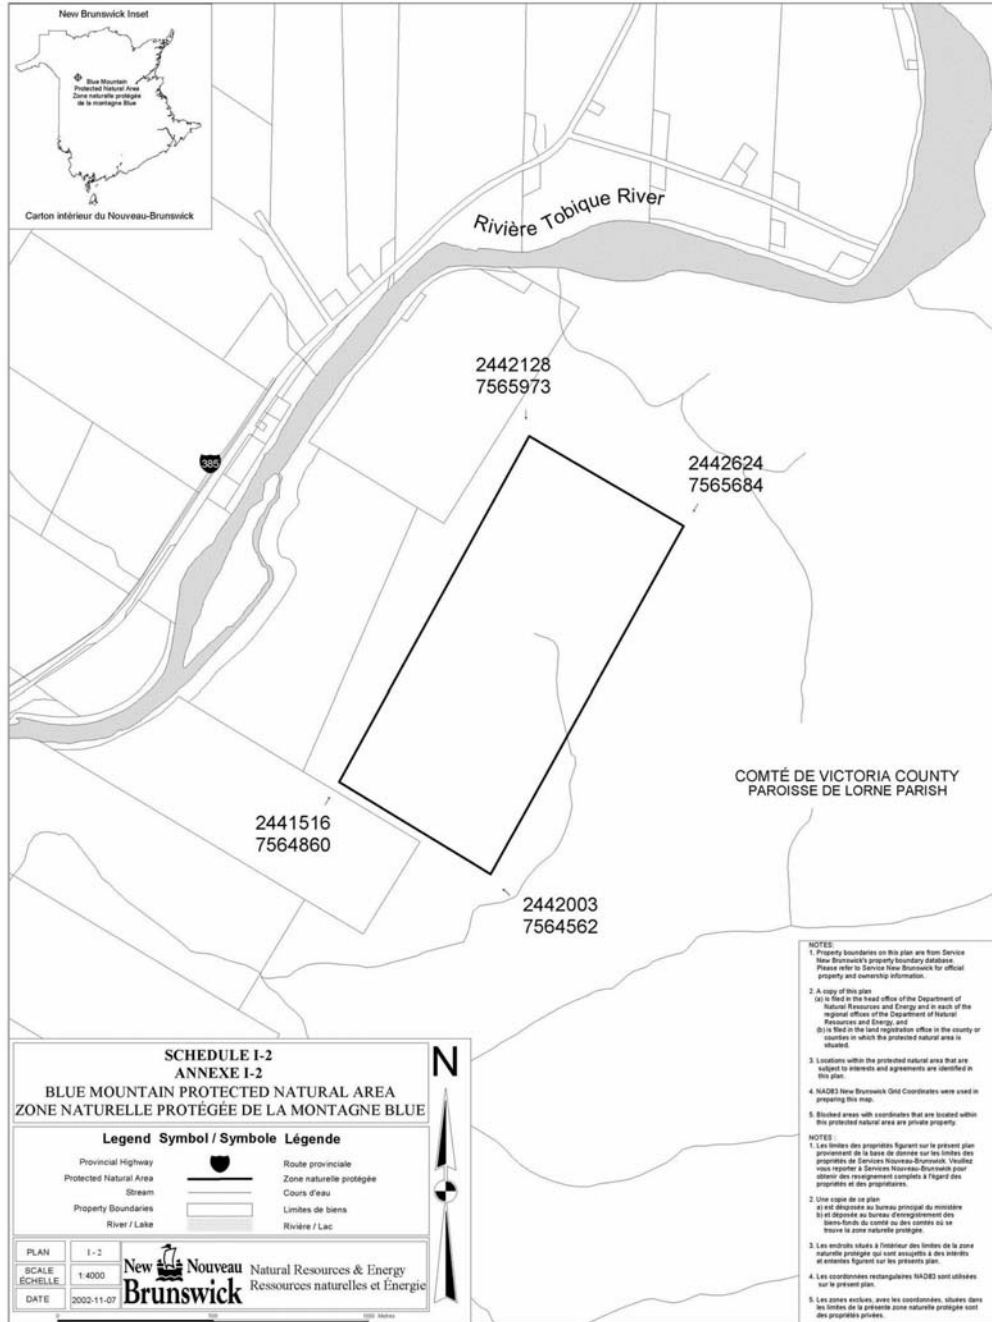 New Brunswick Inset
Blue Mountain
Protected Natural Area
Zone naturelle protégée
de la montagne Blue
Carton intérieur du Nouveau-Brunswick
Rivière Tobique River
2442128
7565973
385
2442624
7565684
COMTÉ DE VICTORIA COUNTY
PAROISSE DE LORNE PARISH
2441516
7564860
2442003
7564562
NOTES:
1. Property boundaries on this plan are from Service
New Brunswick's property boundary database.
Please refer to Service New Brunswick for official
property and ownership information.
2. A copy of this plan
(a) is filed in the head office of the Department of
Natural Resources and Energy and in each of the
regional offices of the Department of Natural
Resources and Energy, and
(b) is filed in the land registration office in the county or
counties in which the protected natural area is
situated.
3. Locations within the protected natural area that are
subject to interests and agreements are identified in
this plan.
4. NAD83 New Brunswick Grid Coordinates were used in
preparing this map.
5. Blocked areas with coordinates that are located within
this protected natural area are private property.
NOTES :
1. Les limites des propriétés figurant sur le présent plan
proviennent de la base de donnée sur les limites des
propriétés de Services Nouveau-Brunswick. Veuillez
vous reporter à Services Nouveau-Brunswick pour
obtenir des renseignement complets à l'égard des
propriétés et des propriétaires.
2. Une copie de ce plan
a) est déposée au bureau principal du ministère
b) et déposée au bureau d'enregistrement des
biens-fonds du comté ou des comtés où se
trouve la zone naturelle protégée.
3. Les endroits situés à l'intérieur des limites de la zone
naturelle protégée qui sont assujettis à des intérêts
et ententes figurent sur les présents plan.
4. Les coordonnées rectangulaires NAD83 sont utilisées
sur le présent plan.
5. Les zones exclues, avec les coordonnées, situées dans
les limites de la présente zone naturelle protégée sont
des propriétés privées.
SCHEDULE I-2
ANNEXE I-2
BLUE MOUNTAIN PROTECTED NATURAL AREA
ZONE NATURELLE PROTÉGÉE DE LA MONTAGNE BLUE
N
Legend Symbol / Symbole Légende
Provincial Highway Route provinciale
Protected Natural Area Zone naturelle protégée
Stream Cours d'eau
Property Boundaries Limites de biens
River / Lake Rivière / Lac
PLAN I-2
SCALE ÉCHELLE 1:4000
DATE 2002-11-07
New Nouveau
Brunswick
Natural Resources & Energy
Ressources naturelles et Énergie
0 500 1000 Metres